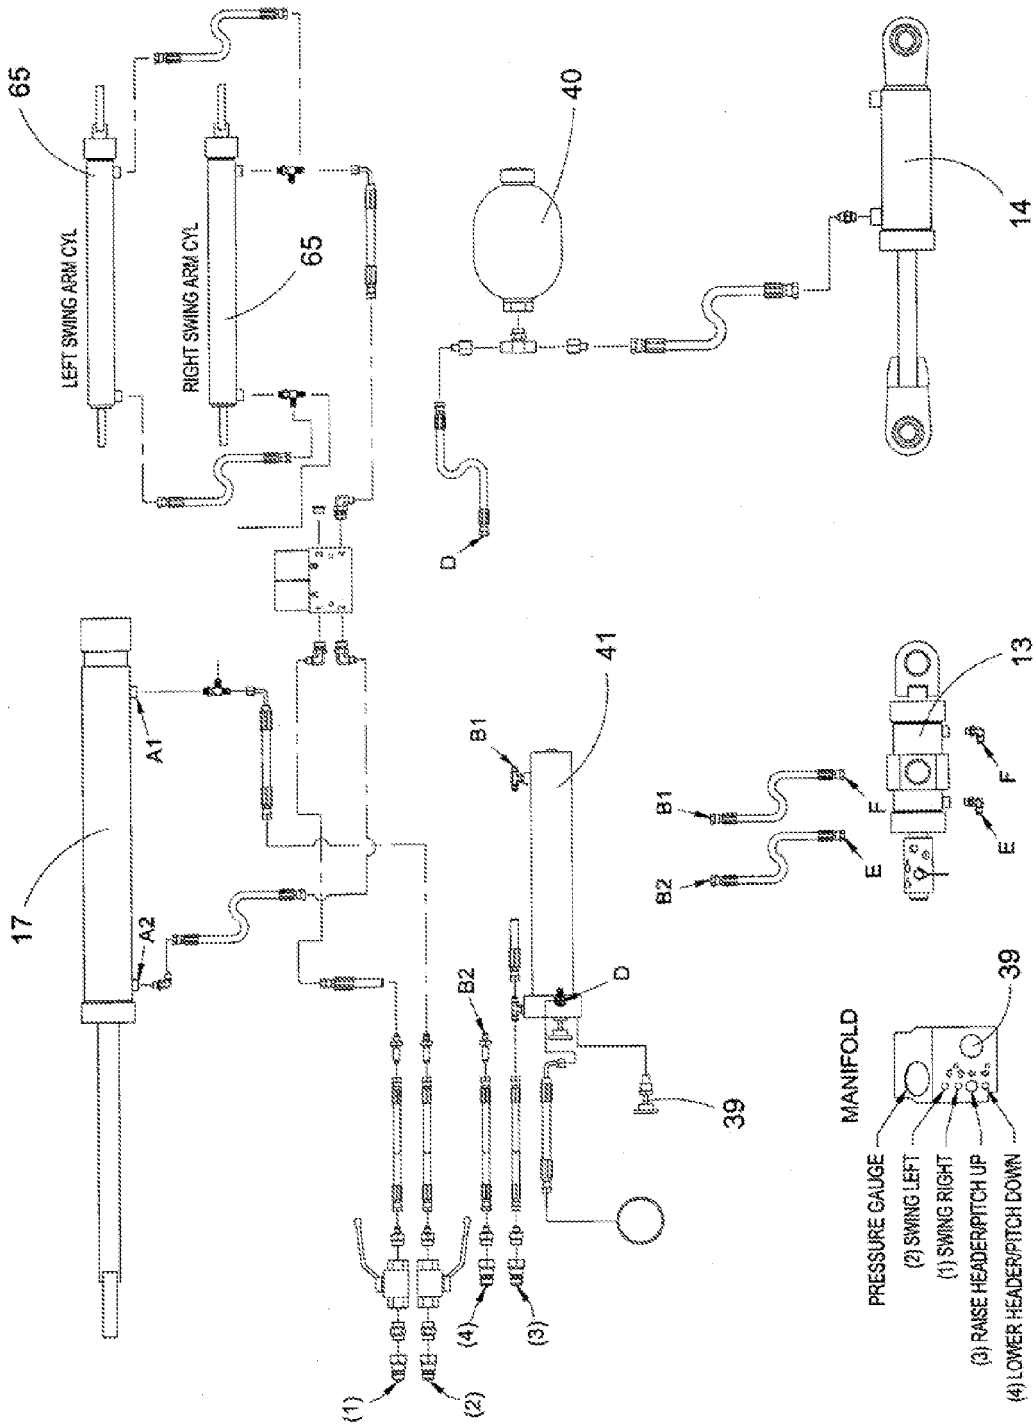 17
A2
A1
LEFT SWING ARM CYL
65
RIGHT SWING ARM CYL
65
(1)
(2)
(4)
(3)
B2
D
B1
41
39
D
40
MANIFOLD
PRESSURE GAUGE
(2) SWING LEFT
(1) SWING RIGHT
(3) RAISE HEADER/PITCH UP
(4) LOWER HEADER/PITCH DOWN
39
B2
B1
E
F
E
F
13
14